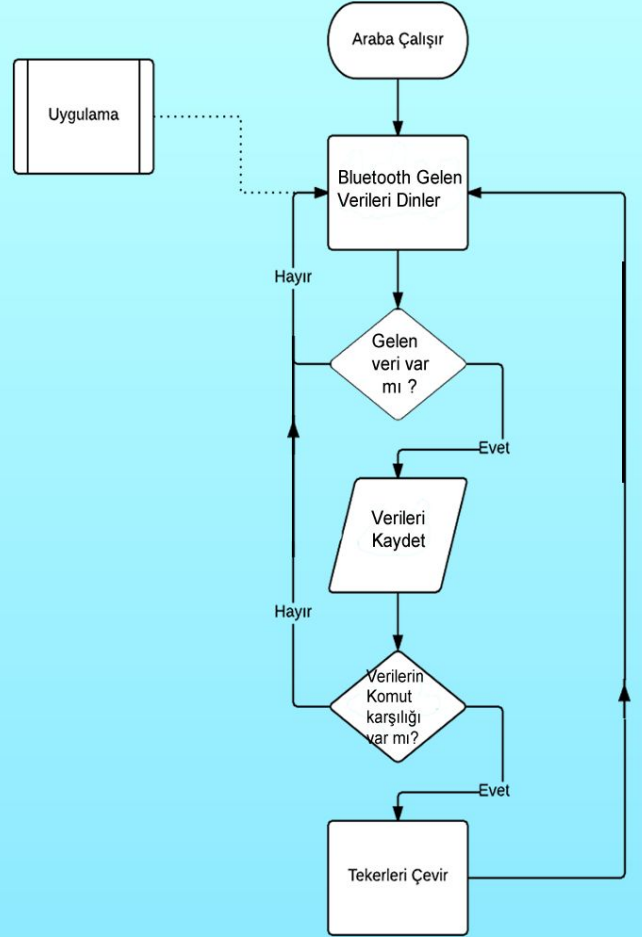 Araba Çalışır
Uygulama
Bluetooth Gelen
Verileri Dinler
Hayır
Gelen
veri var
mı ?
Evet
Verileri
Kaydet
Hayır
Verilerin
Komut
karşılığı
var mı?
Evet
Tekerleri Çevir